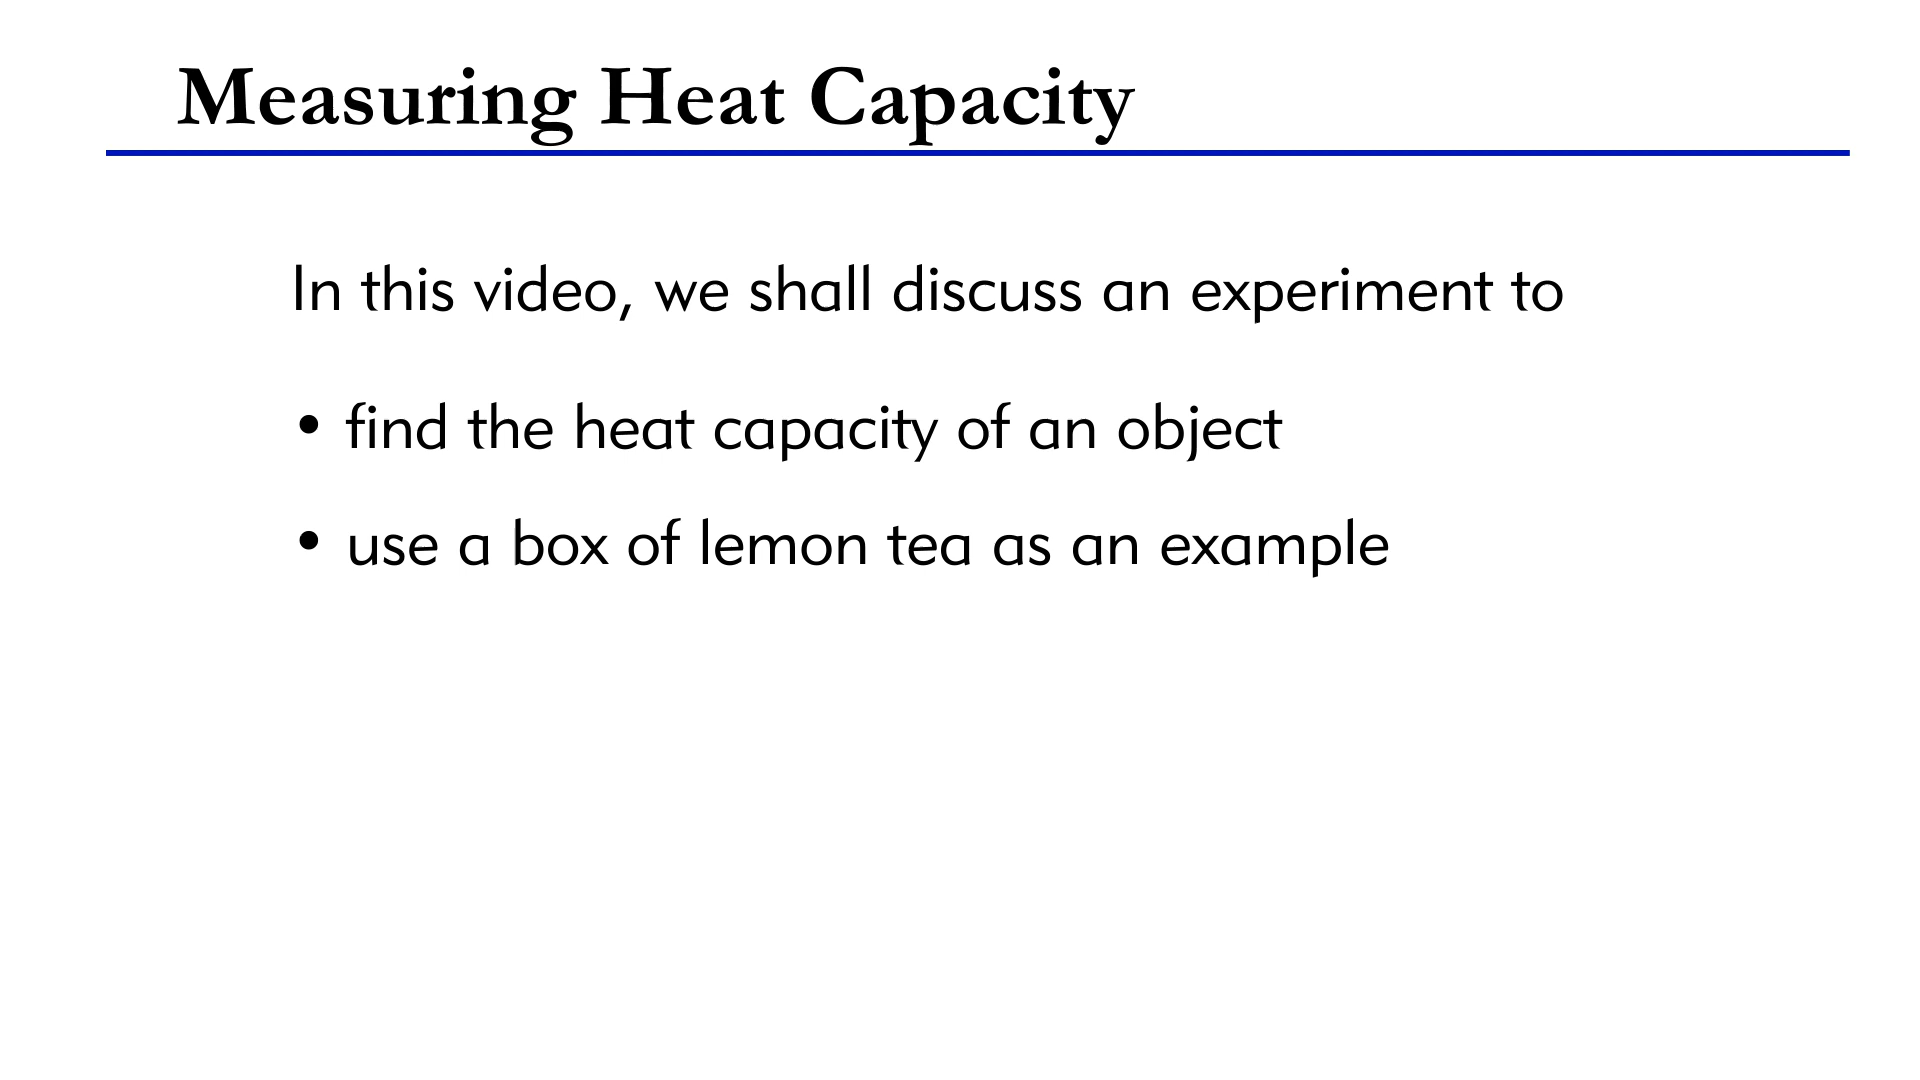 Measuring Heat Capacity
In this video, we shall discuss an experiment to
• find the heat capacity of an object
• use a box of lemon tea as an example